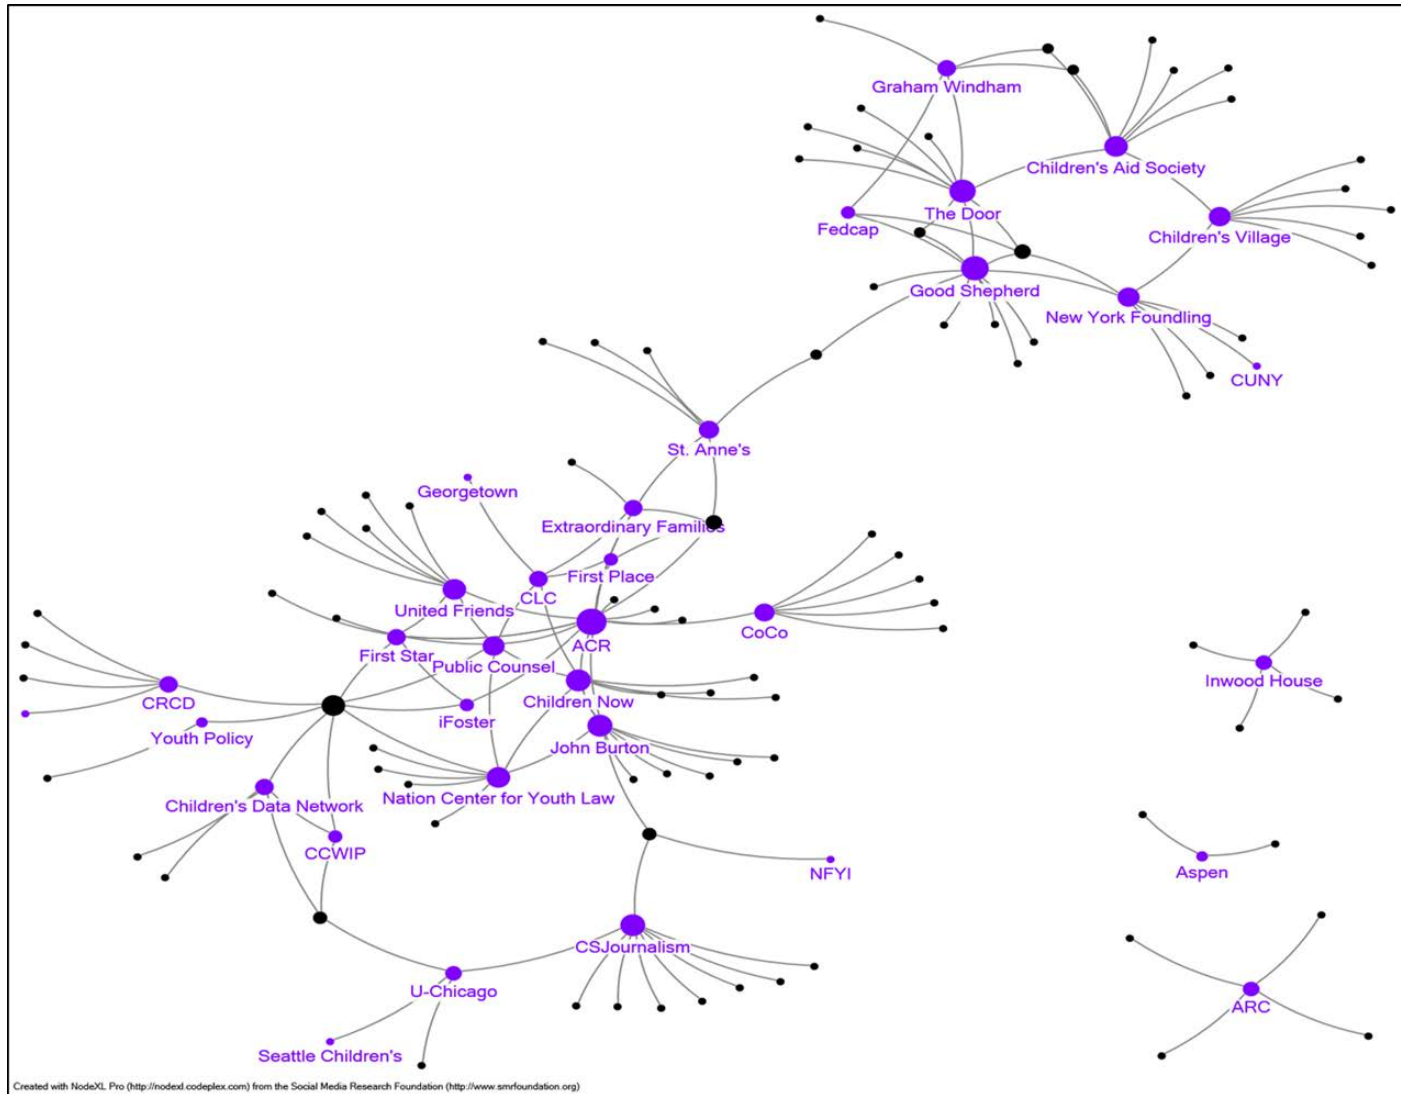 Graham Windham
Children's Aid Society
The Door
Fedcap
Children's Village
Good Shepherd
New York Foundling
CUNY
St. Anne's
Georgetown
Extraordinary Families
First Place
CLC
United Friends
ACR
CoCo
First Star
Public Counsel
Inwood House
CRCD
iFoster
Children Now
Youth Policy
John Burton
Children's Data Network
Nation Center for Youth Law
CCWIP
NFYI
Aspen
CSJournalism
U-Chicago
ARC
Seattle Children's
Created with NodeXL Pro (http://nodexl.codeplex.com) from the Social Media Research Foundation (http://www.smrfoundation.org)